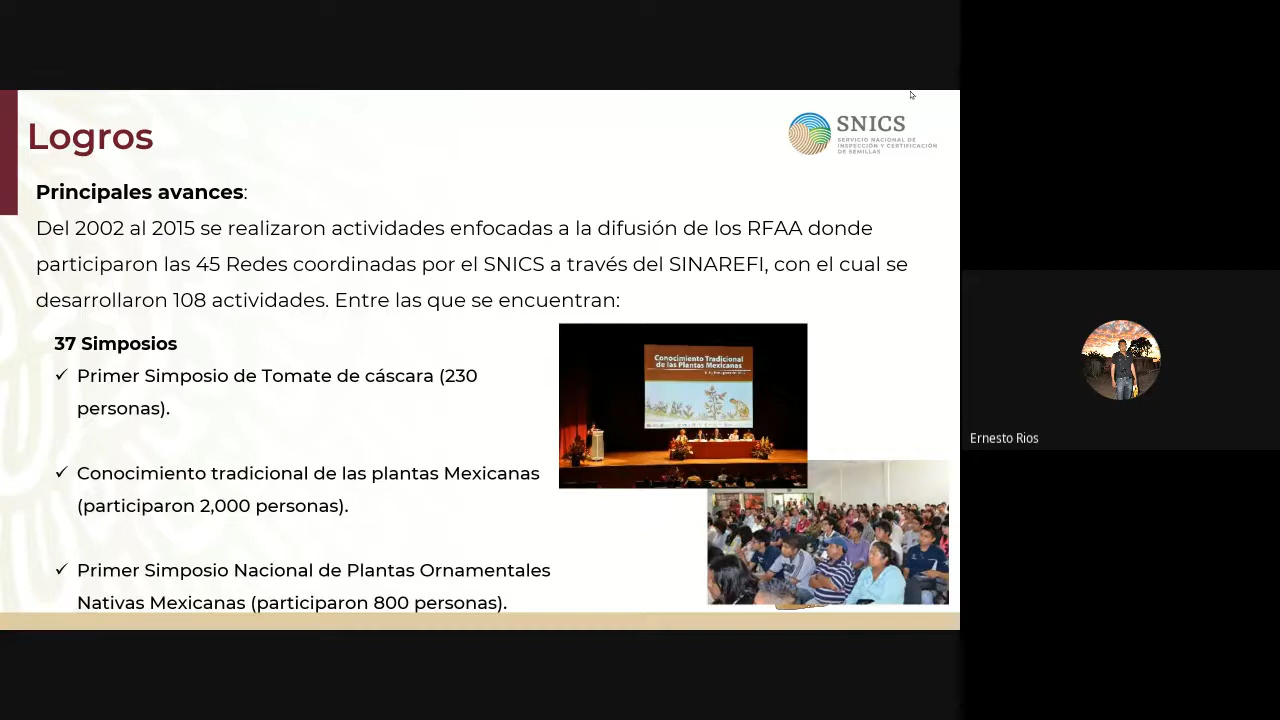 Logros
SNICS
SERVICIO NACIONAL DE
INSPECCIÓN Y CERTIFICACIÓN
DE SEMILLAS
Principales avances:
Del 2002 al 2015 se realizaron actividades enfocadas a la difusión de los RFAA donde
participaron las 45 Redes coordinadas por el SNICS a través del SINAREFI, con el cual se
desarrollaron 108 actividades. Entre las que se encuentran:
37 Simposios
✓ Primer Simposio de Tomate de cáscara (230
personas).
✓ Conocimiento tradicional de las plantas Mexicanas
(participaron 2,000 personas).
✓ Primer Simposio Nacional de Plantas Ornamentales
Nativas Mexicanas (participaron 800 personas).
Conocimiento Tradicional
de las Plantas Mexicanas
Ernesto Rios